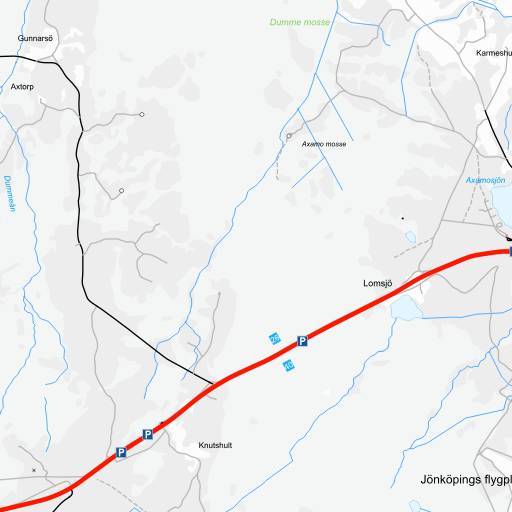 Dumme mosse
Gunnarsö
Karmeshu
Axtorp
Axamo mosse
Dummeån
Axamosjön
Lomsjö
P
P
P
Knutshult
Jönköpings flygpl